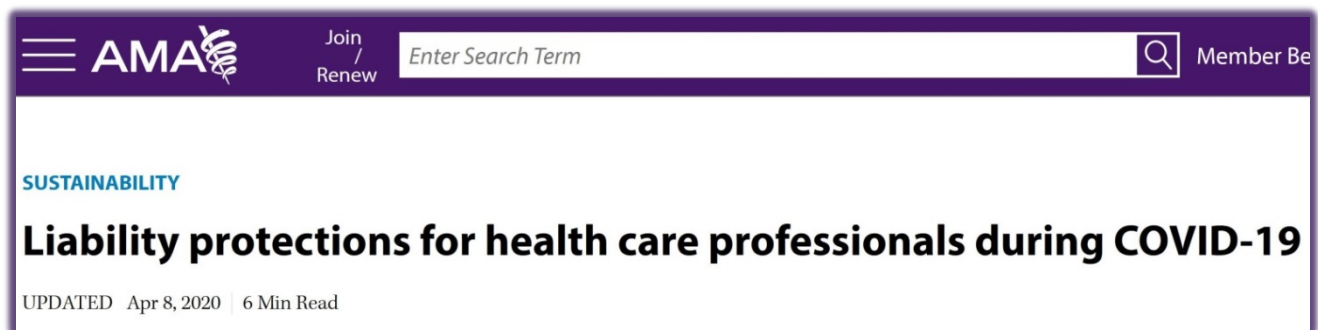 AMA
Join
/
Renew
Enter Search Term
Member Be
SUSTAINABILITY
Liability protections for health care professionals during COVID-19
UPDATED Apr 8, 2020 | 6 Min Read